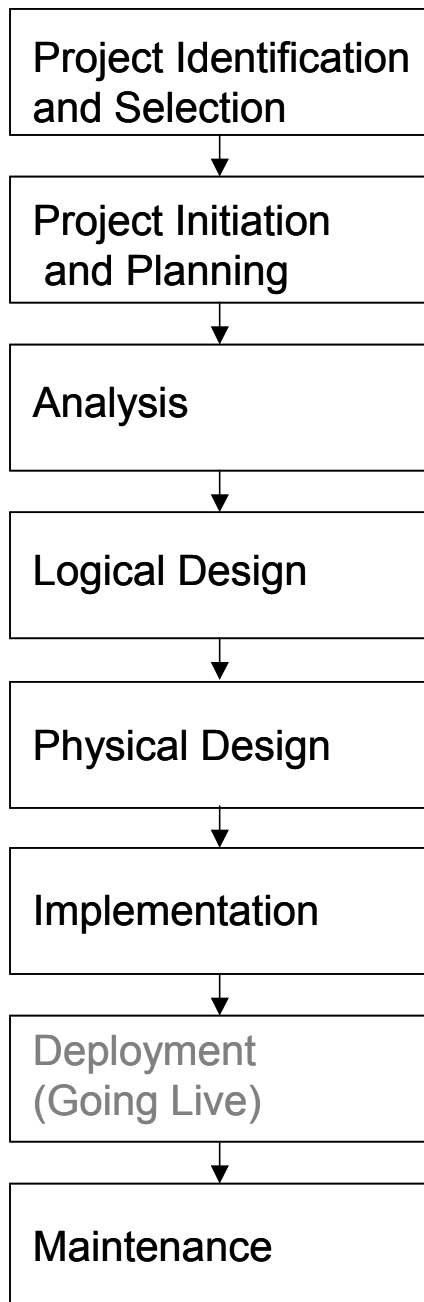 Project Identification
and Selection
Project Initiation
and Planning
Analysis
Logical Design
Physical Design
Implementation
Deployment
(Going Live)
Maintenance